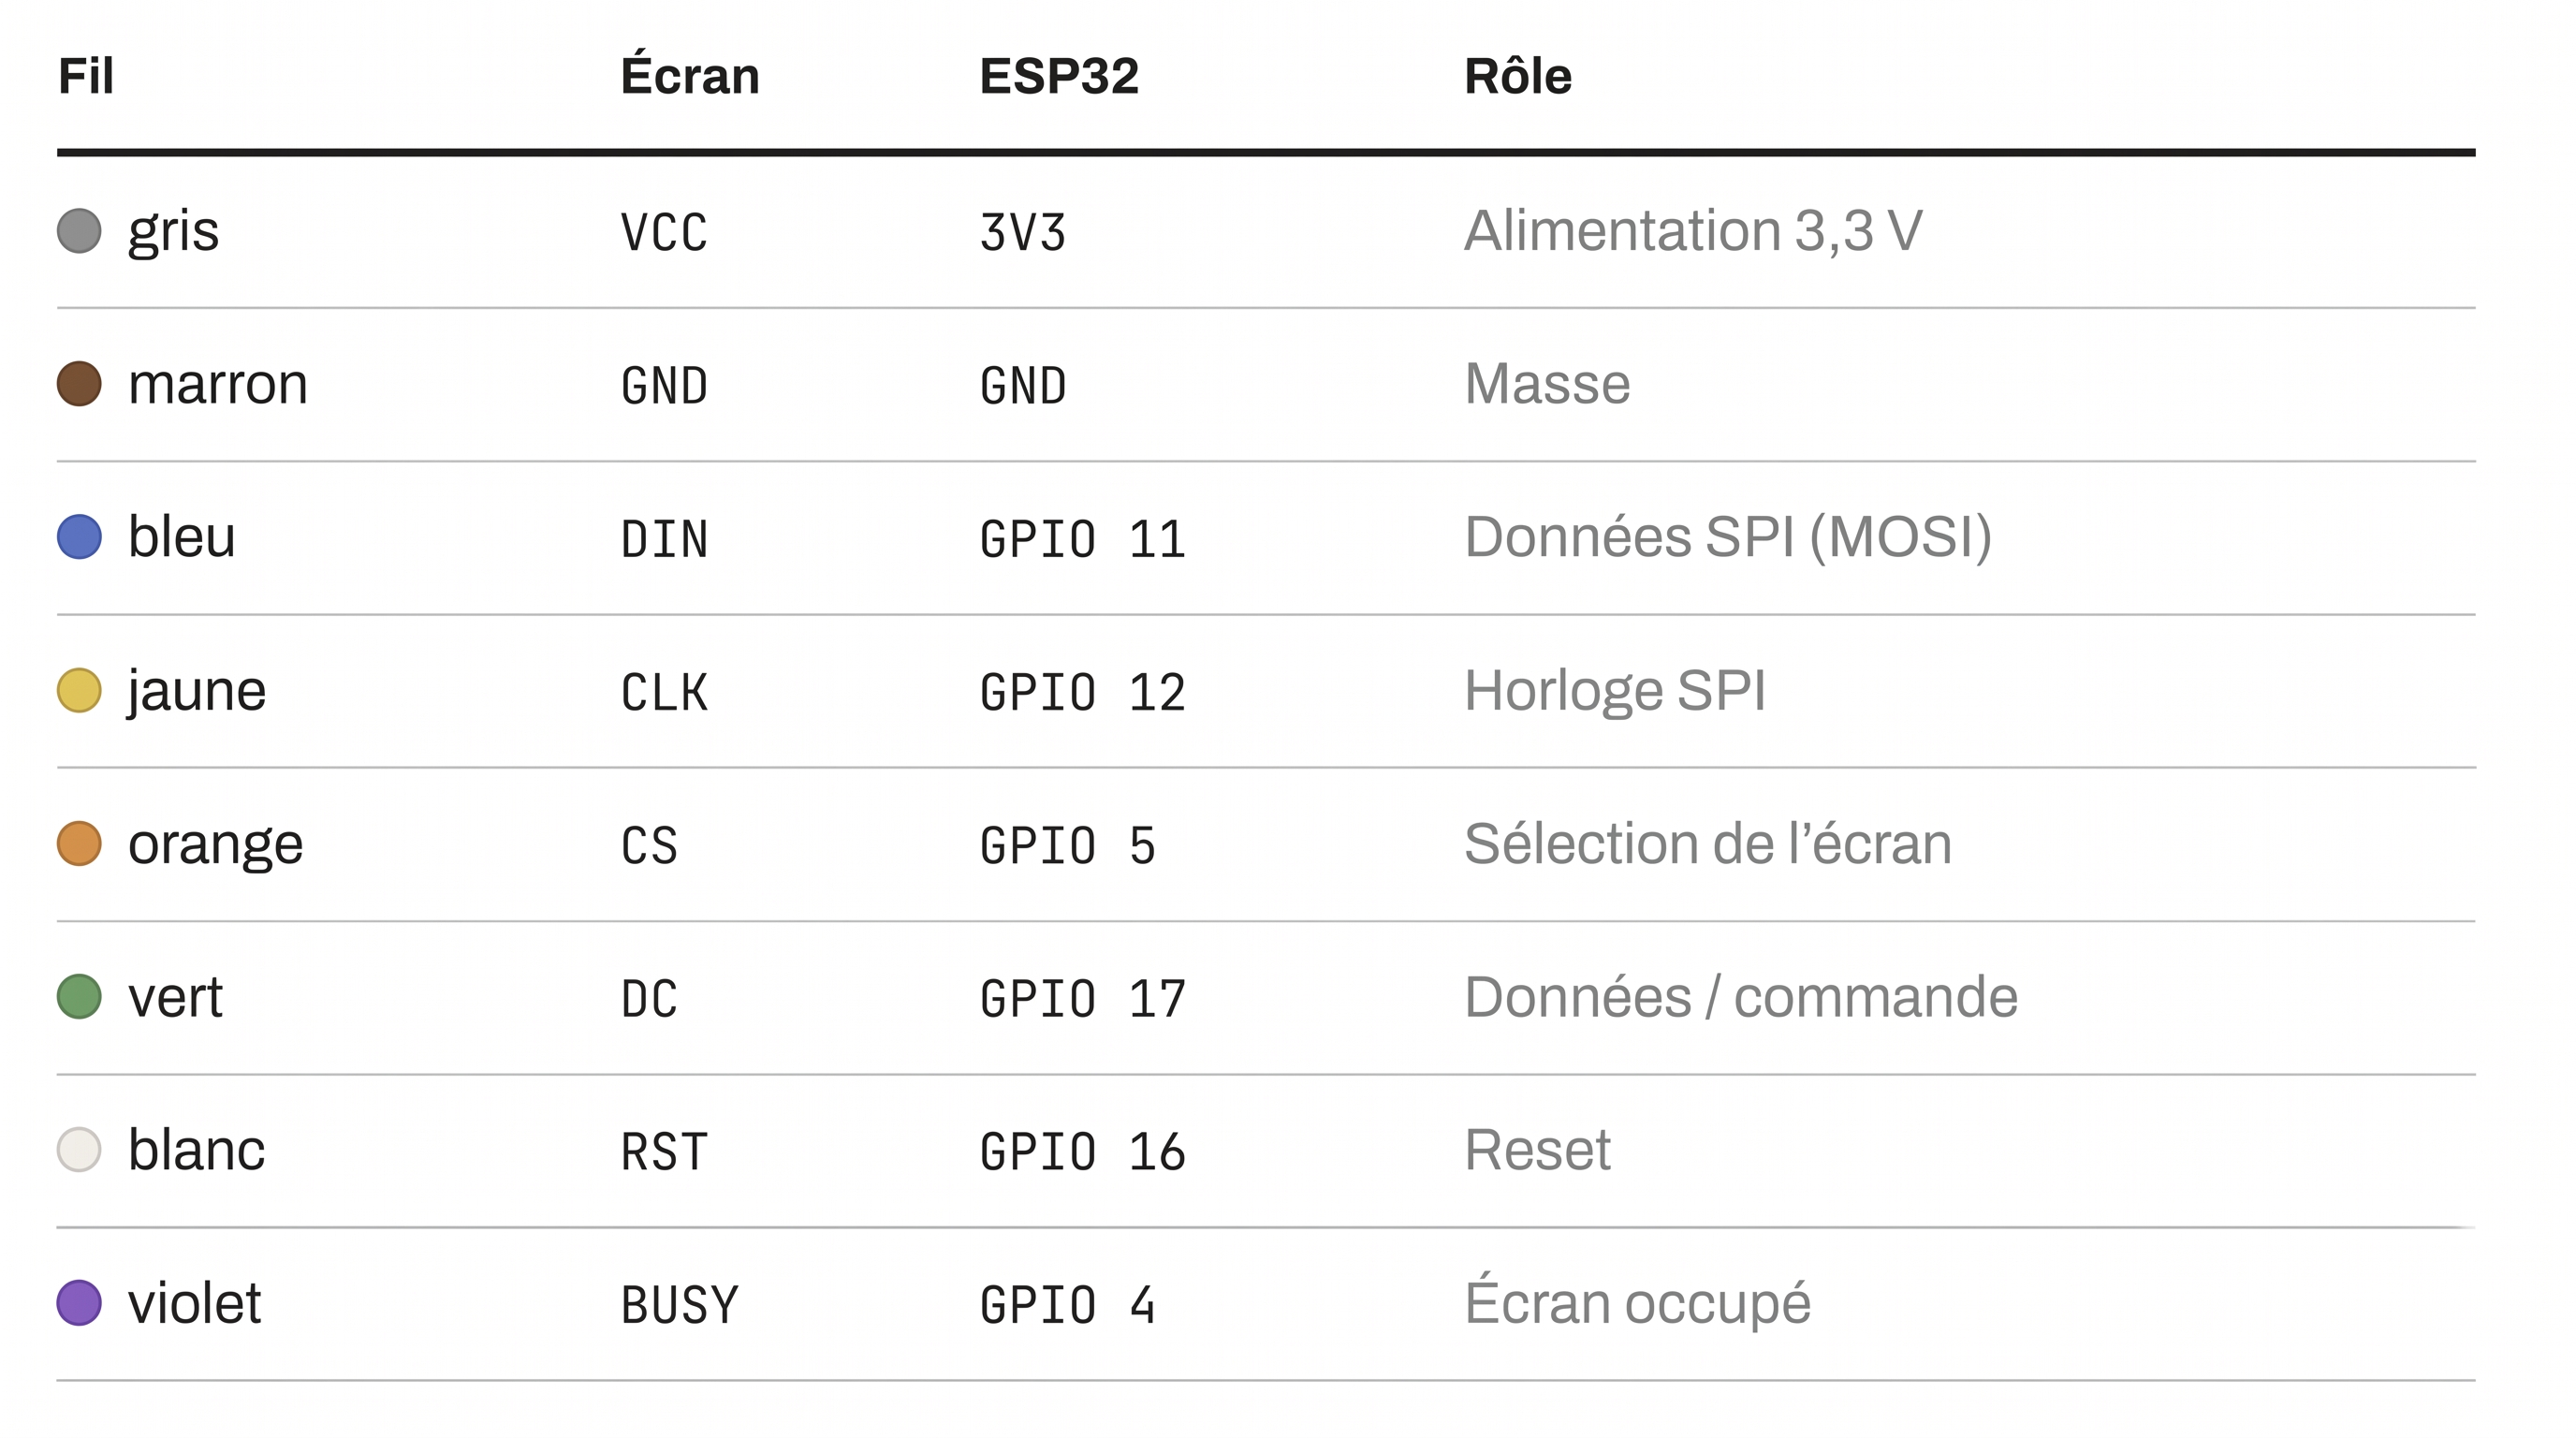 Fil Écran ESP32 Rôle
gris VCC 3V3 Alimentation 3,3 V
marron GND GND Masse
bleu DIN GPIO 11 Données SPI (MOSI)
jaune CLK GPIO 12 Horloge SPI
orange CS GPIO 5 Sélection de l’écran
vert DC GPIO 17 Données / commande
blanc RST GPIO 16 Reset
violet BUSY GPIO 4 Écran occupé